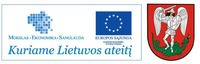 MOKSLAS • EKONOMIKA • SANGLAUDA
EUROPOS SĄJUNGA
Kuriame Lietuvos ateitį